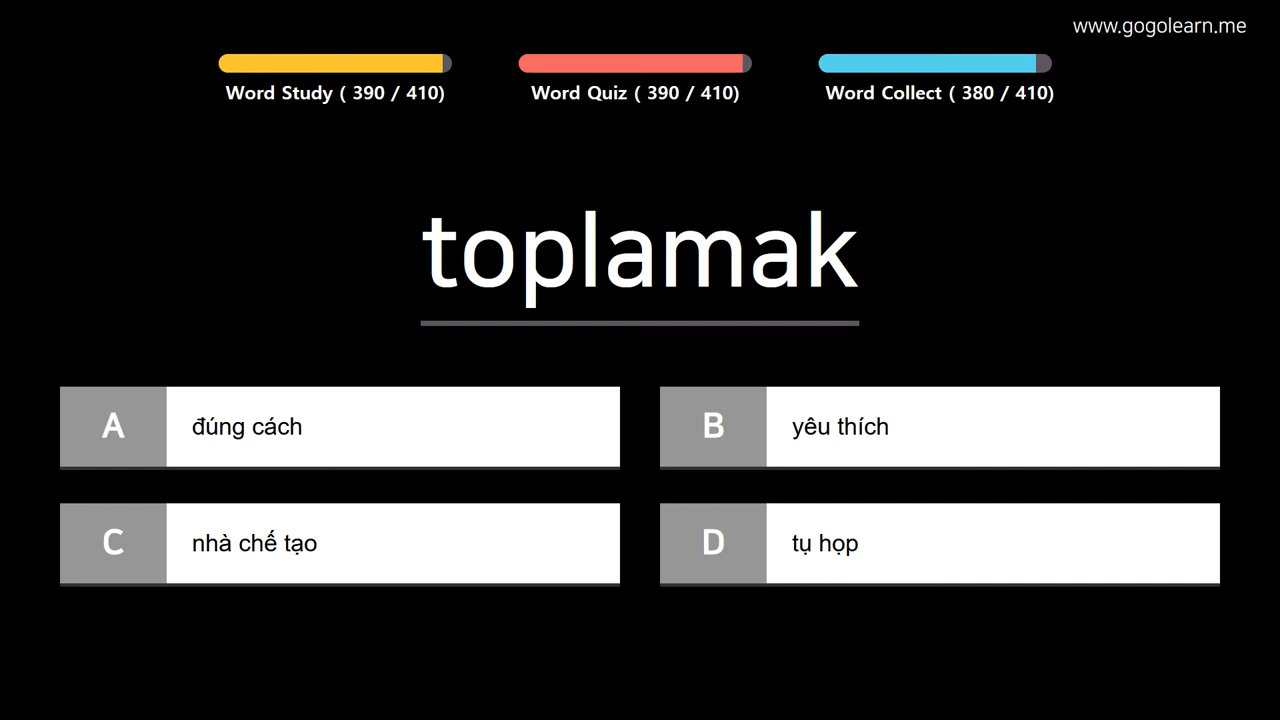 www.gogolearn.me
Word Study ( 390 / 410)
Word Quiz ( 390 / 410)
Word Collect ( 380 / 410)
toplamak
A đúng cách
B yêu thích
C nhà chế tạo
D tụ họp